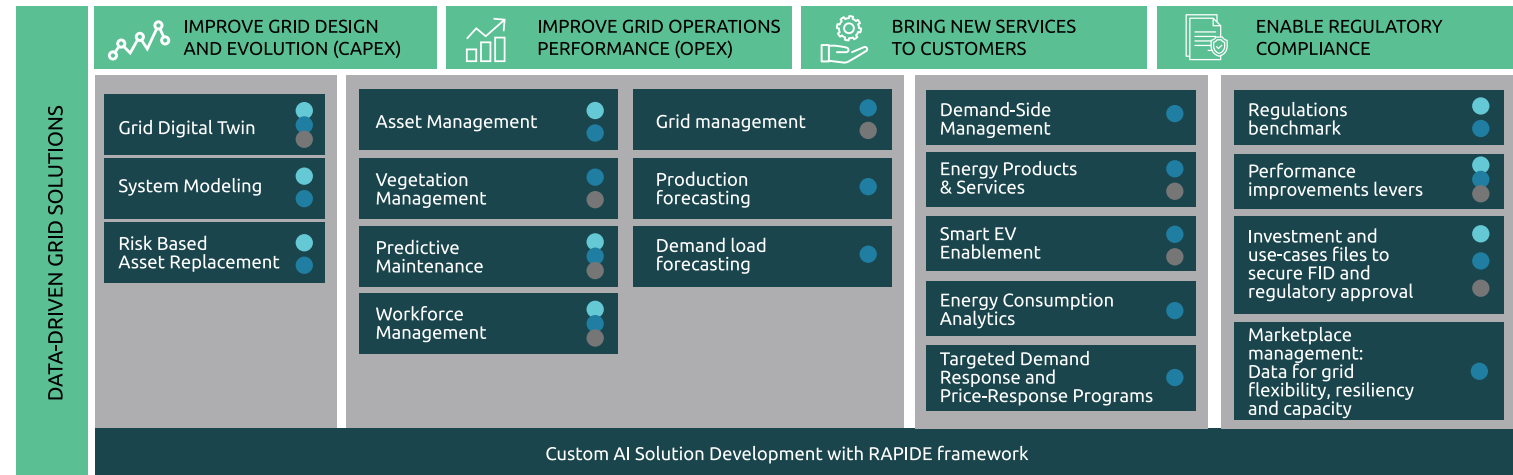 IMPROVE GRID DESIGN
AND EVOLUTION (CAPEX)
IMPROVE GRID OPERATIONS
PERFORMANCE (OPEX)
BRING NEW SERVICES
TO CUSTOMERS
ENABLE REGULATORY
COMPLIANCE
DATA-DRIVEN GRID SOLUTIONS
Grid Digital Twin
System Modeling
Risk Based
Asset Replacement
Asset Management
Vegetation
Management
Predictive
Maintenance
Workforce
Management
Grid management
Production
forecasting
Demand load
forecasting
Demand-Side
Management
Energy Products
& Services
Smart EV
Enablement
Energy Consumption
Analytics
Targeted Demand
Response and
Price-Response Programs
Regulations
benchmark
Performance
improvements levers
Investment and
use-cases files to
secure FID and
regulatory approval
Marketplace
management:
Data for grid
flexibility, resiliency
and capacity
Custom AI Solution Development with RAPIDE framework